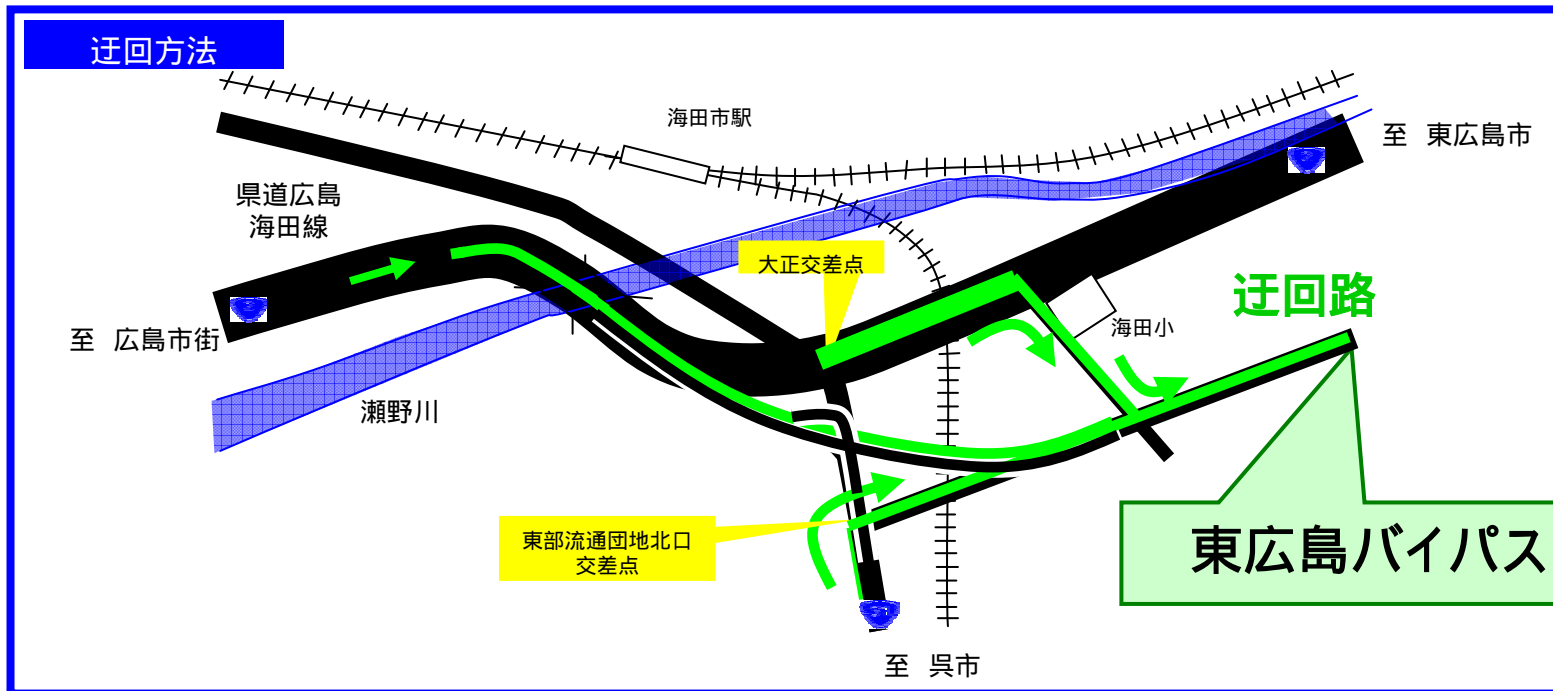 迂回方法
海田市駅
至 東広島市
県道広島
海田線
大正交差点
迂回路
海田小
至 広島市街
瀬野川
東部流通団地北口
交差点
東広島バイパス
至 呉市